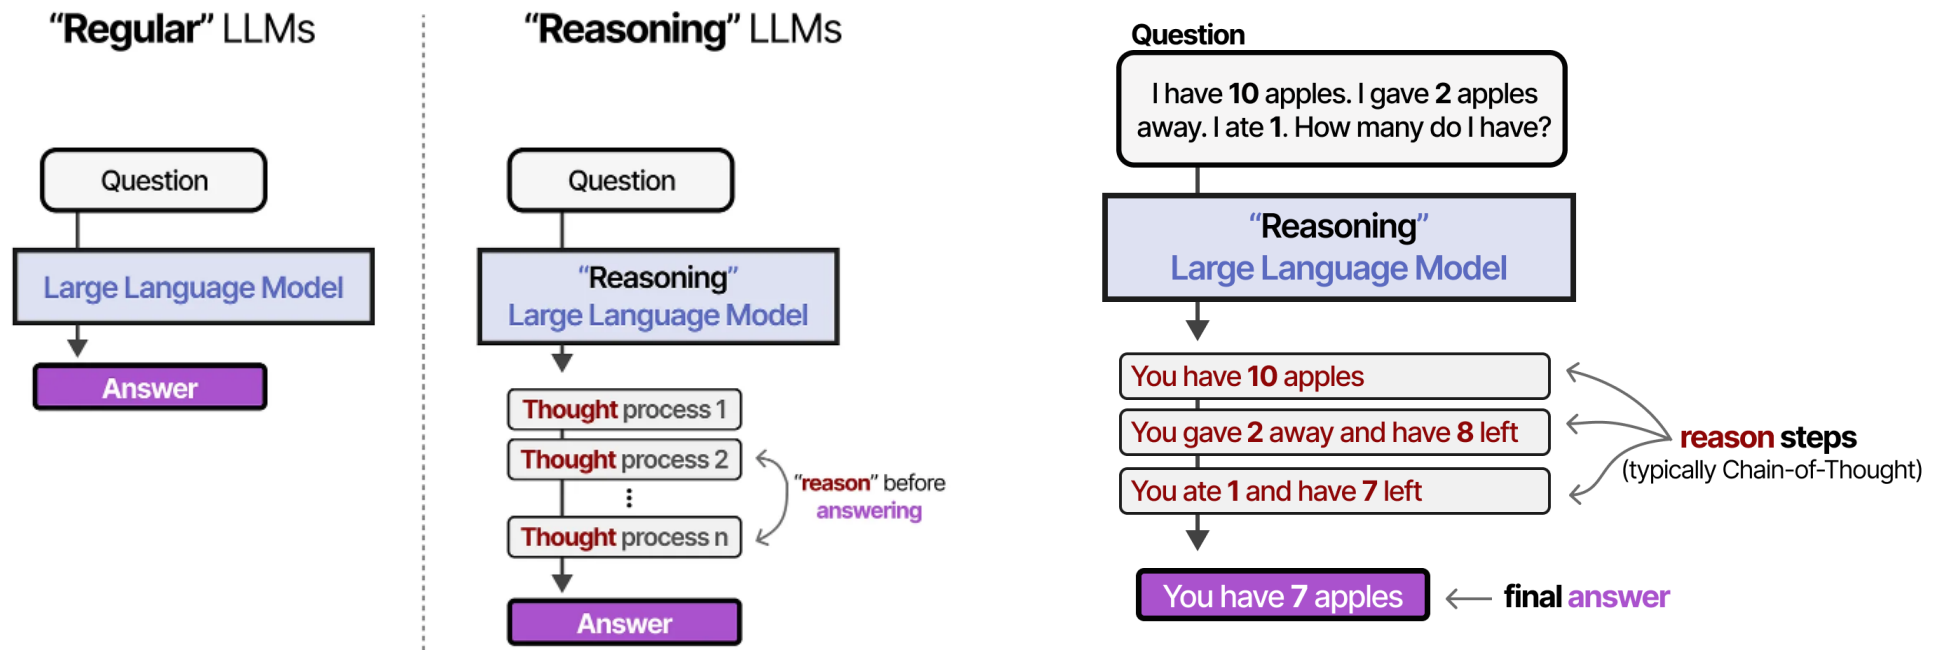 “Regular” LLMs
Question
Large Language Model
Answer
“Reasoning” LLMs
Question
“Reasoning”
Large Language Model
Thought process 1
Thought process 2
⋮
Thought process n
“reason” before
answering
Answer
Question
I have 10 apples. I gave 2 apples
away. I ate 1. How many do I have?
“Reasoning”
Large Language Model
You have 10 apples
You gave 2 away and have 8 left
You ate 1 and have 7 left
reason steps
(typically Chain-of-Thought)
You have 7 apples
final answer